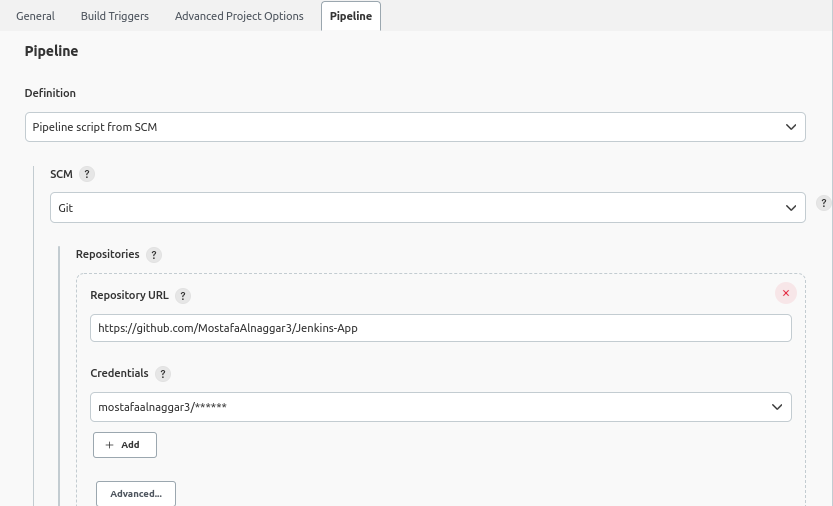 General Build Triggers Advanced Project Options Pipeline
Pipeline
Definition
Pipeline script from SCM
SCM ?
Git
?
Repositories ?
Repository URL ?
https://github.com/MostafaAlnaggar3/Jenkins-App
Credentials ?
mostafaalnaggar3/******
+ Add
Advanced...